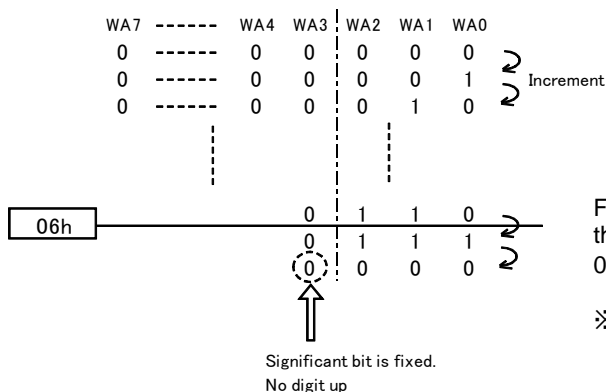 WA7 ------ WA4 WA3 WA2 WA1 WA0
0 ------ 0 0 0 0 0
0 ------ 0 0 0 0 1
Increment
0 ------ 0 0 0 1 0
0 1 1 0
06h
0 1 1 1
0 0 0 0
F
th
0
※
Significant bit is fixed.
No digit up